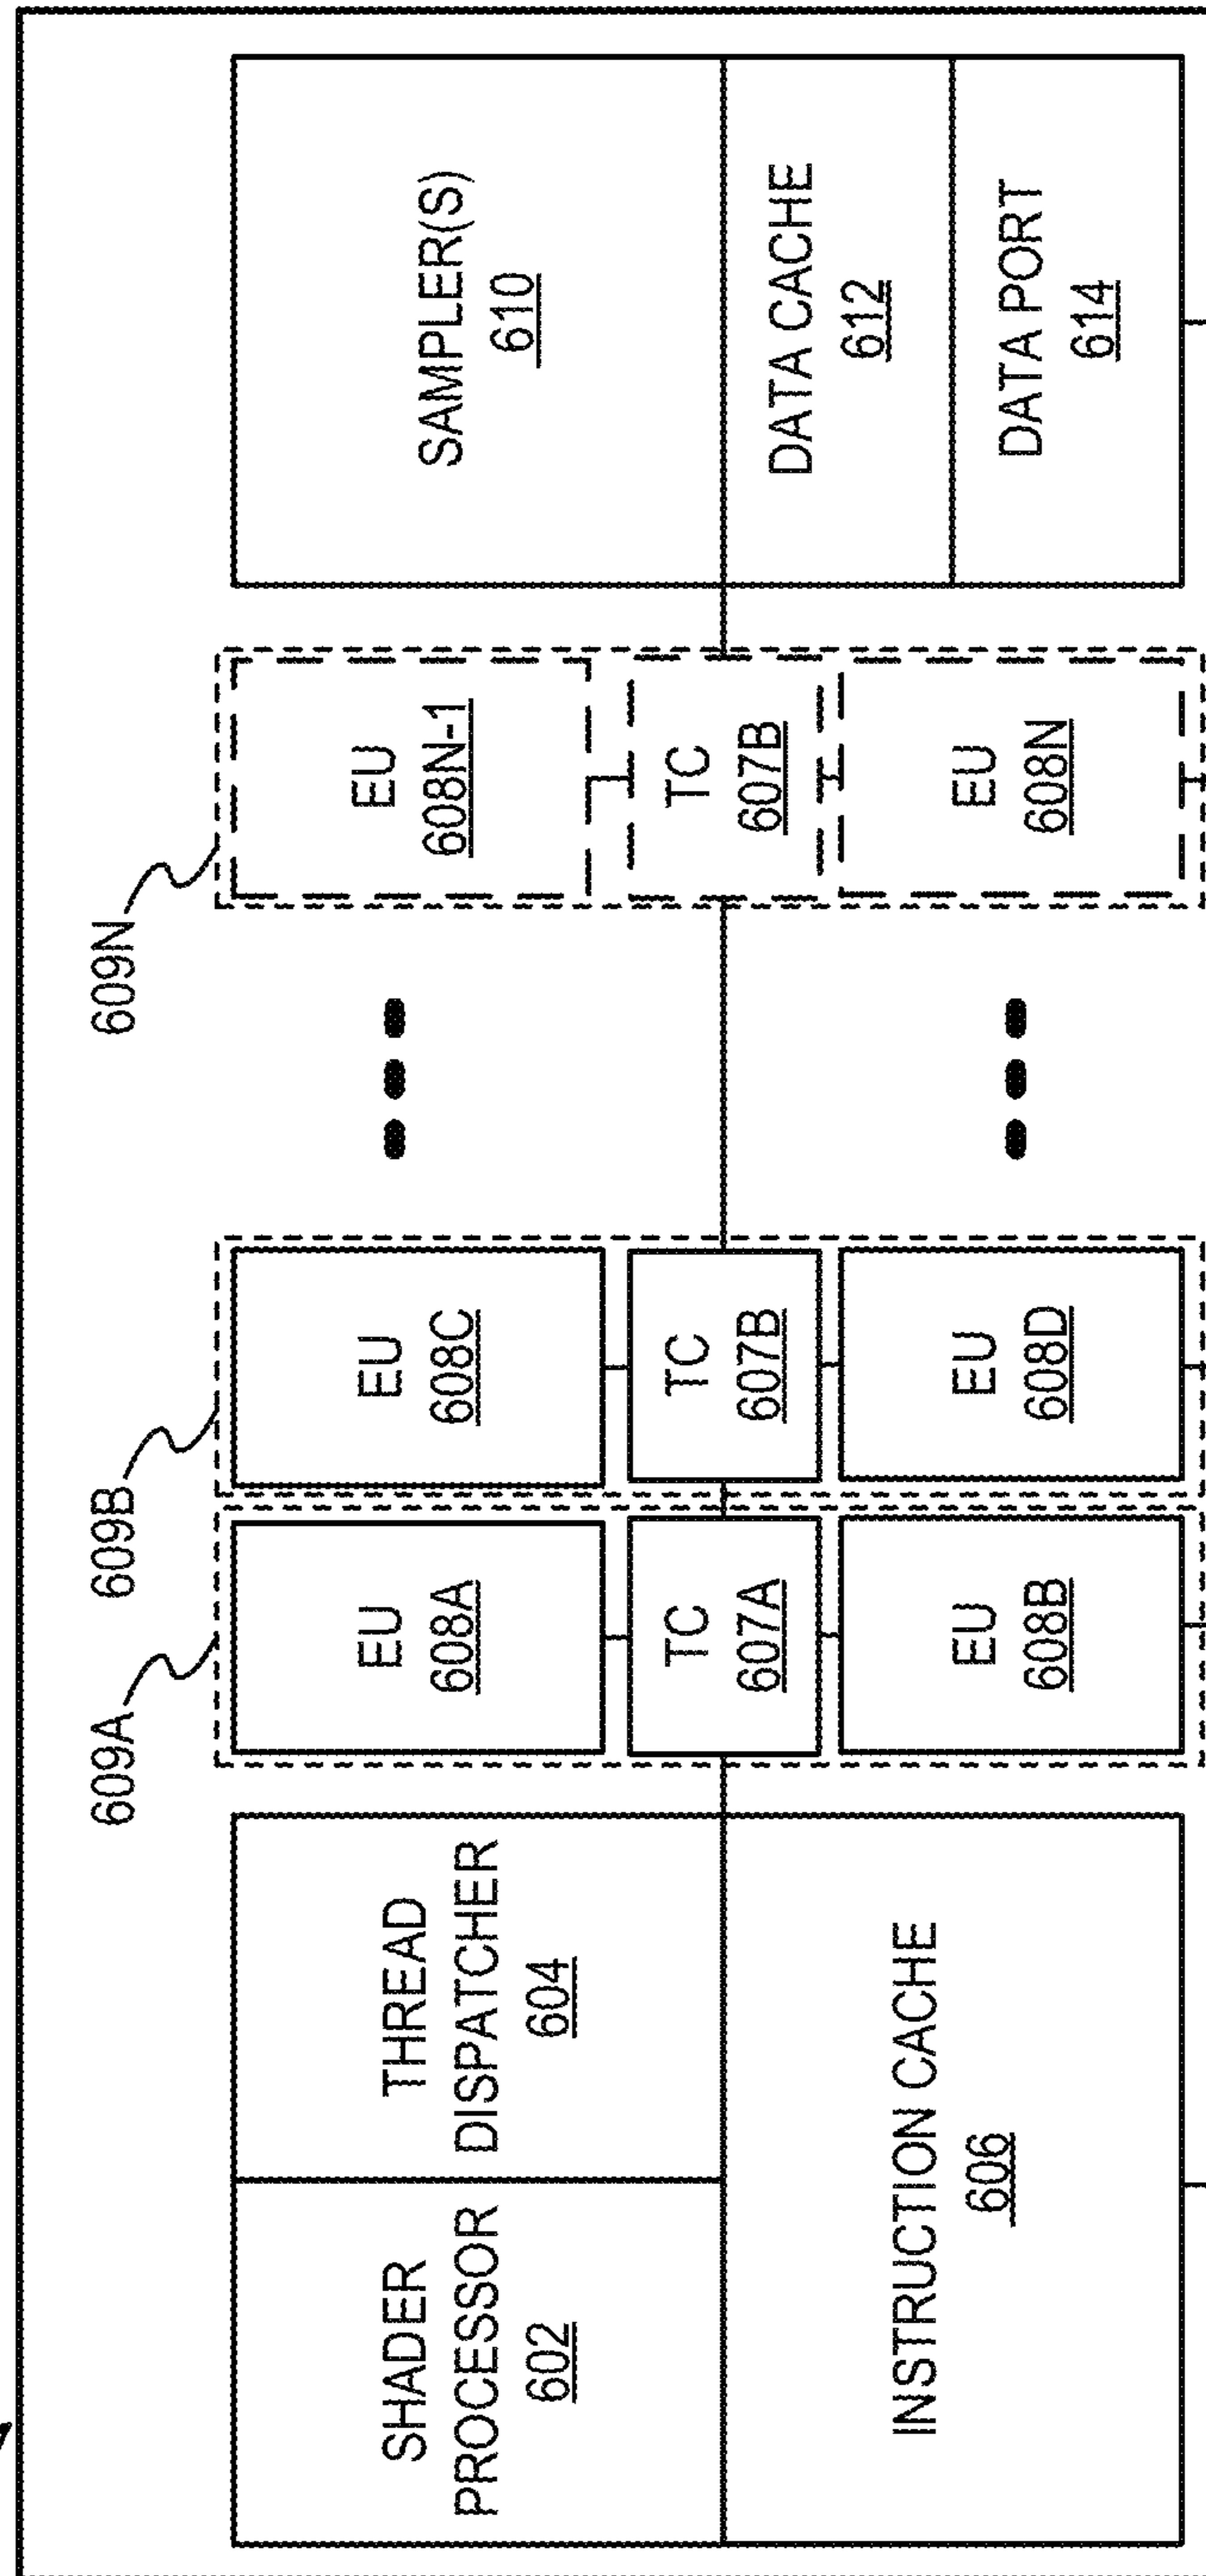 609A
609B
609N
SHADER
PROCESSOR
602
THREAD
DISPATCHER
604
INSTRUCTION CACHE
606
EU
608A
TC
607A
EU
608B
EU
608C
TC
607B
EU
608D
EU
608N-1
TC
607B
EU
608N
SAMPLER(S)
610
DATA CACHE
612
DATA PORT
614